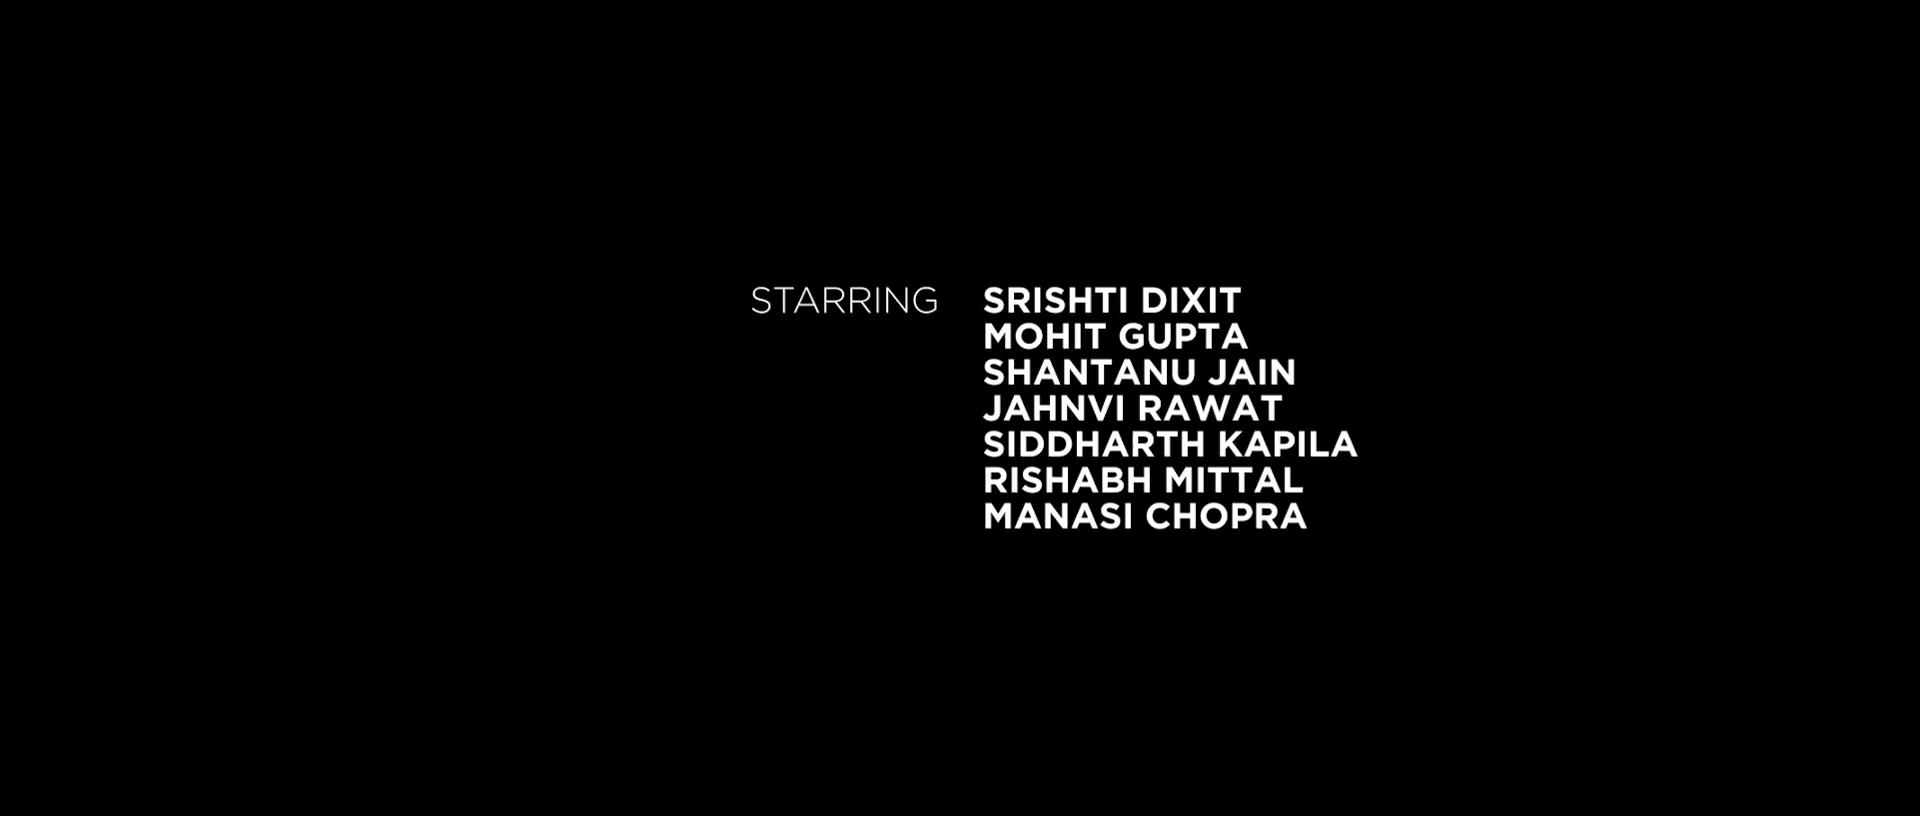 STARRING SRISHTI DIXIT
MOHIT GUPTA
SHANTANU JAIN
JAHNVI RAWAT
SIDDHARTH KAPILA
RISHABH MITTAL
MANASI CHOPRA